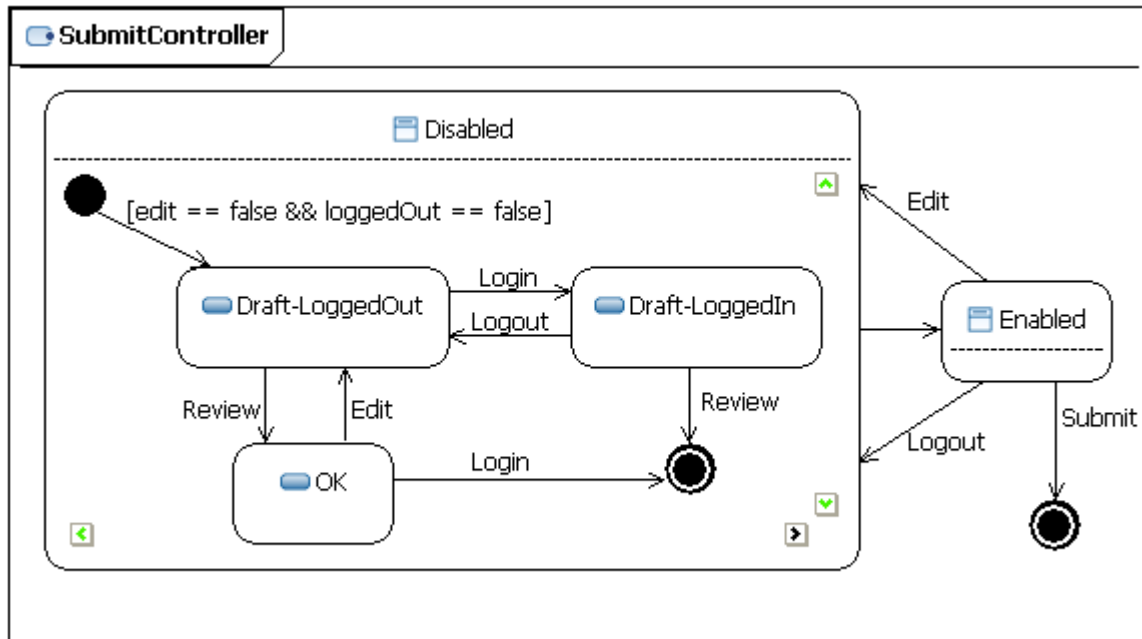 SubmitController
Disabled
[edit == false && loggedOut == false]
Edit
Login
Draft-LoggedOut
Draft-LoggedIn
Enabled
Logout
Review
Edit
Review
Submit
Logout
Login
OK